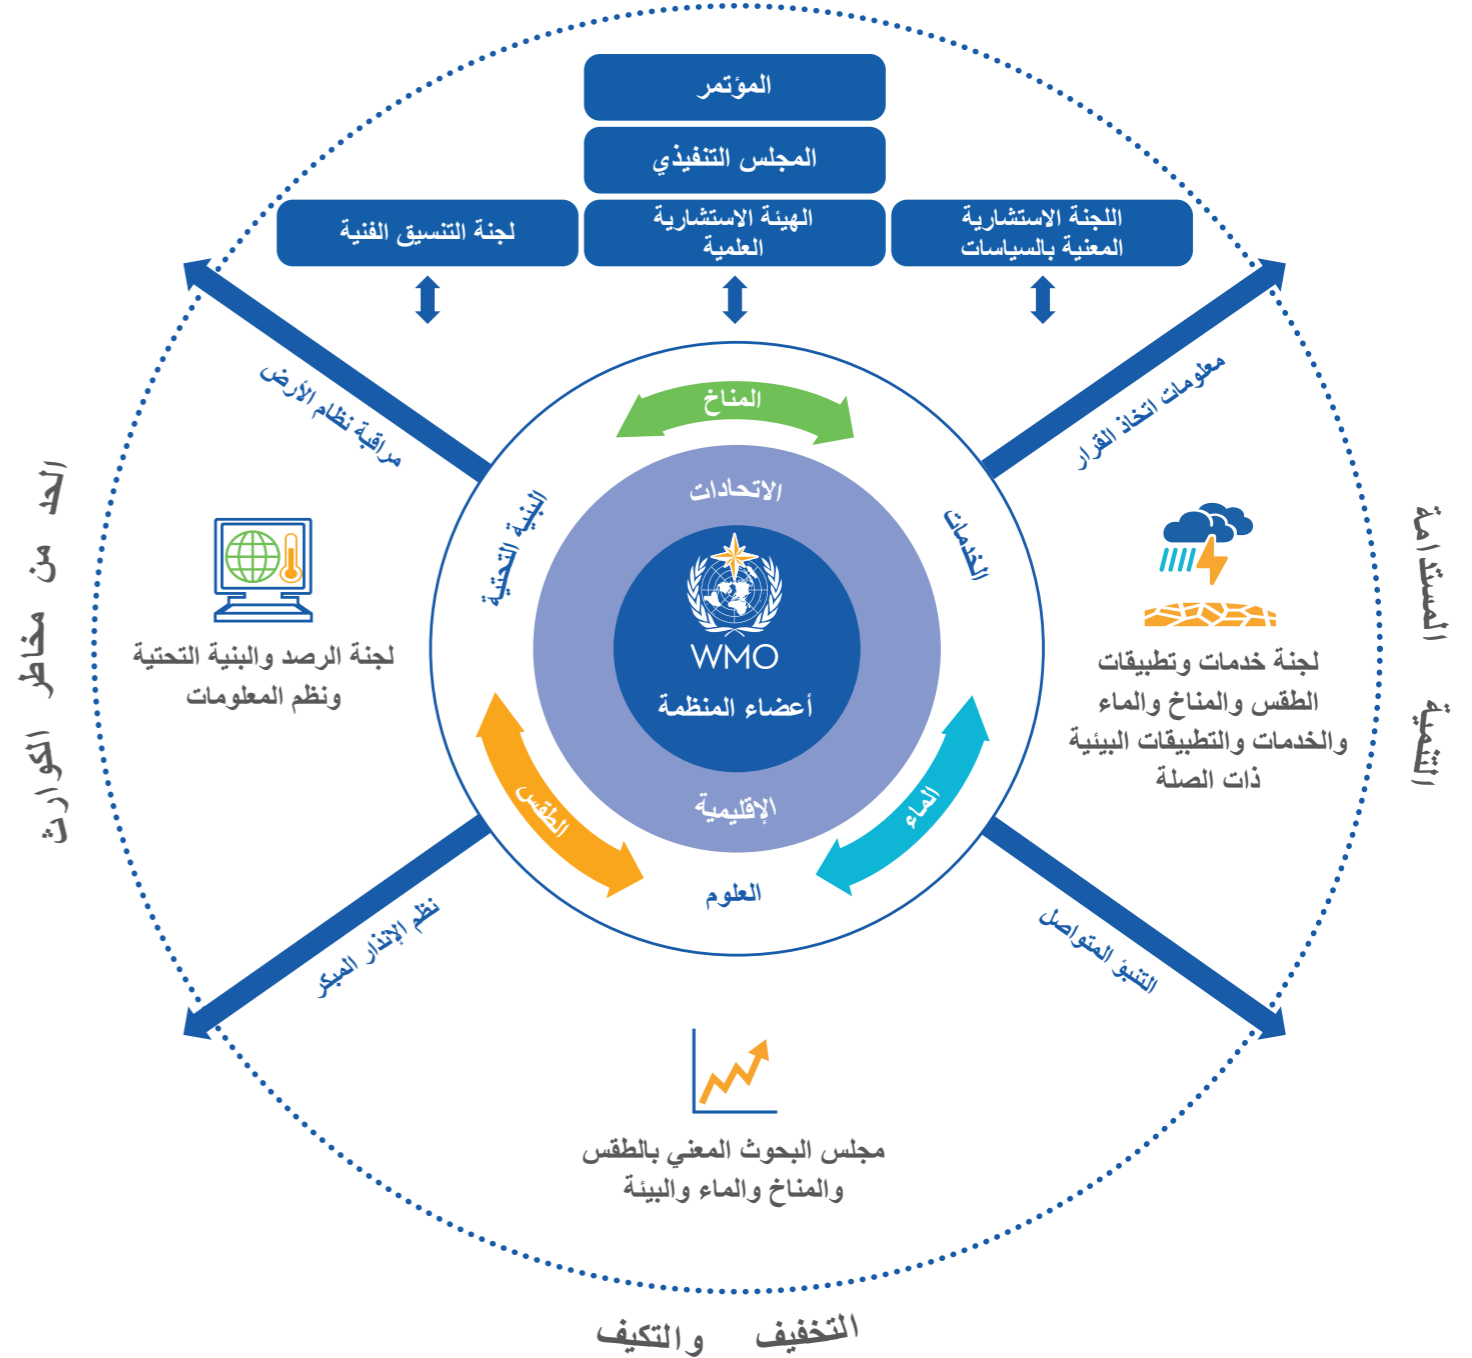 المؤتمر
المجلس التنفيذي
اللجنة الاستشارية
المعنية بالسياسات
الهيئة الاستشارية
العلمية
لجنة التنسيق الفنية
معلومات اتخاذ القرار
مراقبة نظام الأرض
المناخ
الخدمات
البنية التحتية
الاتحادات
WMO
أعضاء المنظمة
الإقليمية
الماء
الطقس
العلوم
لجنة خدمات وتطبيقات
الطقس والمناخ والماء
والخدمات والتطبيقات البيئية
ذات الصلة
لجنة الرصد والبنية التحتية
ونظم المعلومات
التنبؤ المتواصل
نظم الإنذار المبكر
مجلس البحوث المعني بالطقس
والمناخ والماء والبيئة
التنمية المستدامة
الحد من مخاطر الكوارث
التخفيف والتكيف